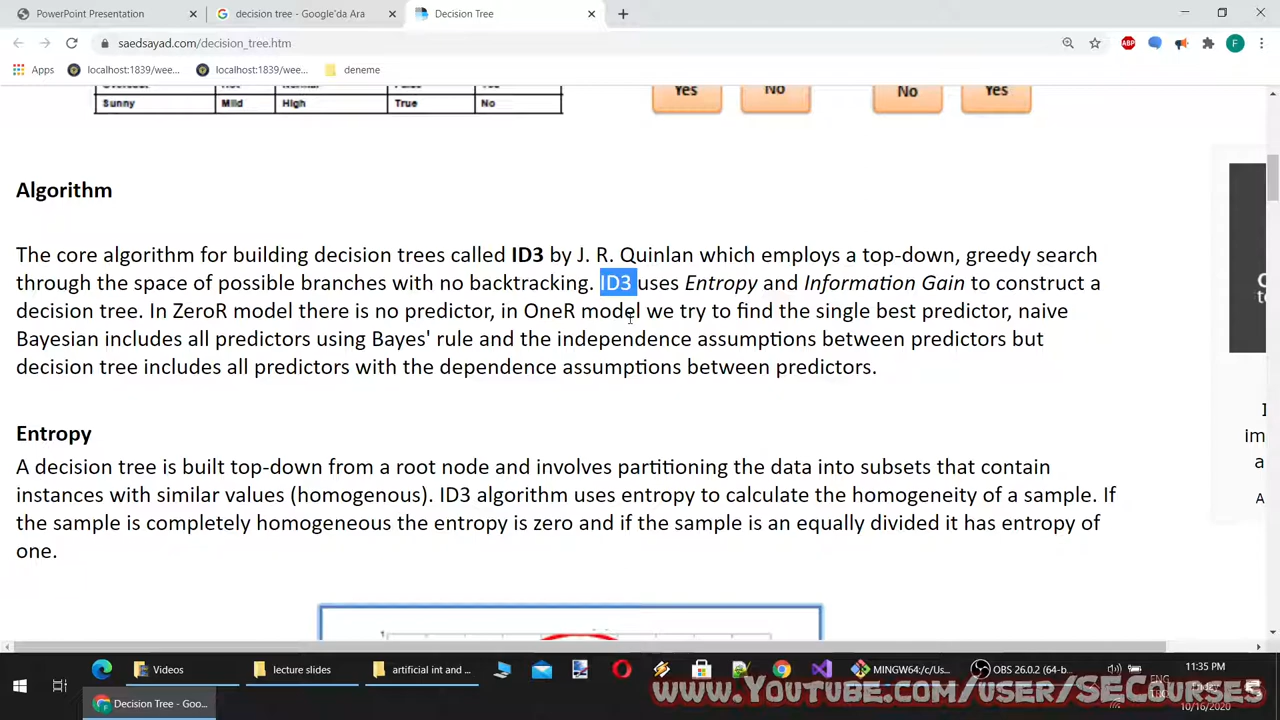 PowerPoint Presentation
decision tree - Google'da Ara
Decision Tree
saedsayad.com/decision_tree.htm
ABP
F
Apps
localhost:1839/wee...
localhost:1839/wee...
deneme
Sunny Mild High True No
Yes No No Yes
Algorithm
The core algorithm for building decision trees called ID3 by J. R. Quinlan which employs a top-down, greedy search
through the space of possible branches with no backtracking. ID3 uses Entropy and Information Gain to construct a
decision tree. In ZeroR model there is no predictor, in OneR model we try to find the single best predictor, naive
Bayesian includes all predictors using Bayes' rule and the independence assumptions between predictors but
decision tree includes all predictors with the dependence assumptions between predictors.
Entropy
A decision tree is built top-down from a root node and involves partitioning the data into subsets that contain
instances with similar values (homogenous). ID3 algorithm uses entropy to calculate the homogeneity of a sample. If
the sample is completely homogeneous the entropy is zero and if the sample is an equally divided it has entropy of
one.
im
a
A
Videos
lecture slides
artificial int and ...
MINGW64:/c/Us...
OBS 26.0.2 (64-b...
11:35 PM
Decision Tree - Goo...
10/16/2020
www.Youtube.com/user/SECourses